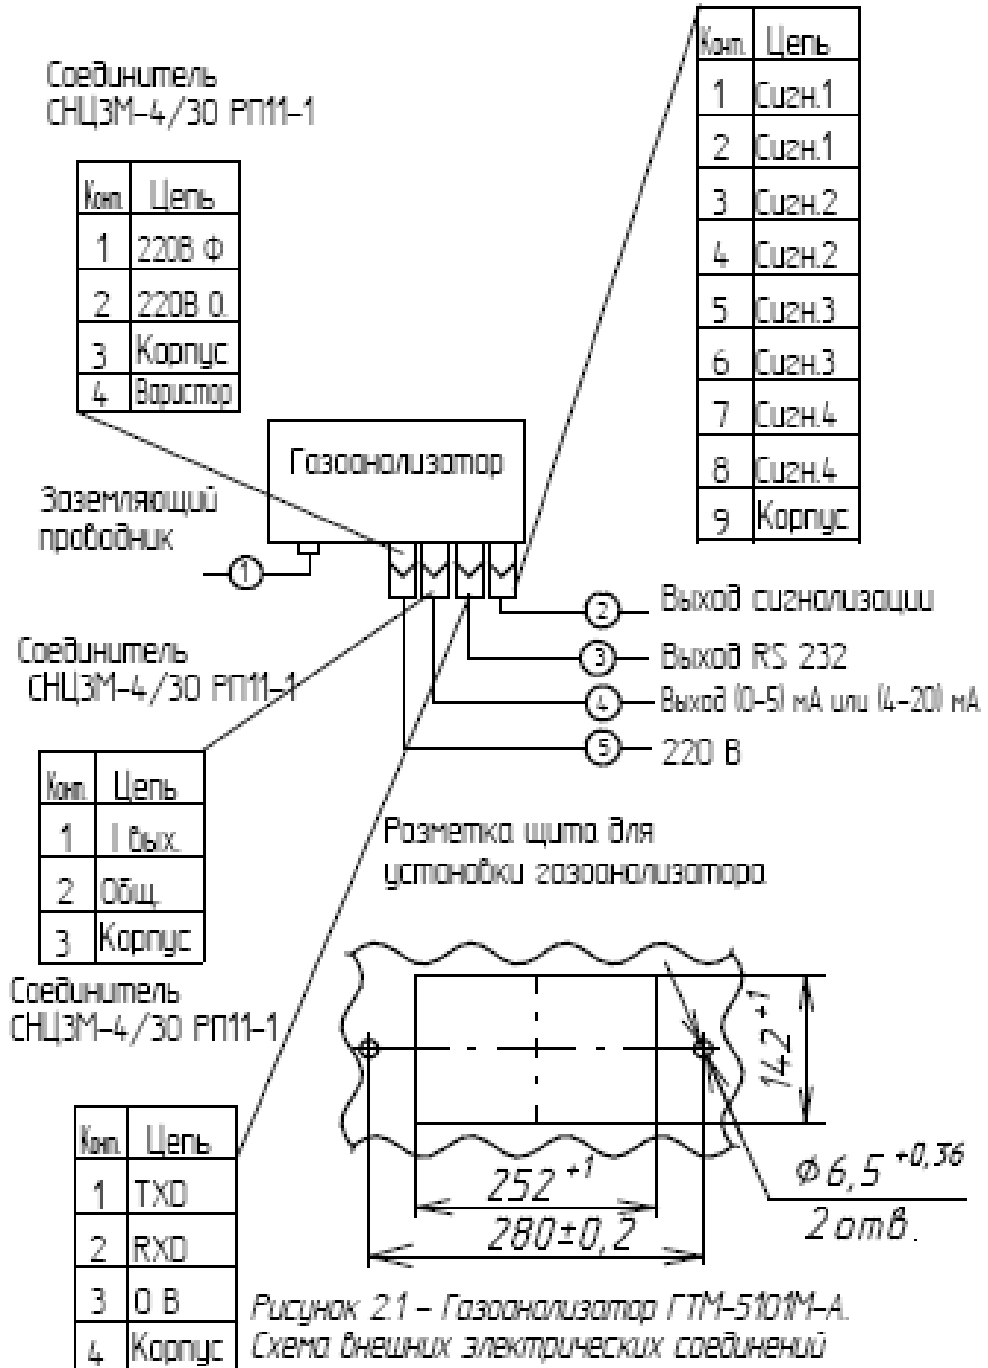 Соединитель
СНЦ3М-4/30 РП11-1
Конт. Цепь
1 220В Ф
2 220В 0.
3 Корпус
4 Варистор
Конт. Цепь
1 Сигн.1
2 Сигн.1
3 Сигн.2
4 Сигн.2
5 Сигн.3
6 Сигн.3
7 Сигн.4
8 Сигн.4
9 Корпус
Газоанализатор
Заземляющий
проводник
1
2 Выход сигнализации
3 Выход RS 232
4 Выход (0-5) мА или (4-20) мА
5 220 В
Соединитель
СНЦ3М-4/30 РП11-1
Конт. Цепь
1 I вых.
2 Общ.
3 Корпус
Соединитель
СНЦ3М-4/30 РП11-1
Конт. Цепь
1 TXD
2 RXD
3 0 В
4 Корпус
Разметка щита для
установки газоанализатора
142 +1
252 +1
280±0,2
Ф6,5 +0,36
2 отв.
Рисунок 2.1 – Газоанализатор ГТМ-5101М-А.
Схема внешних электрических соединений